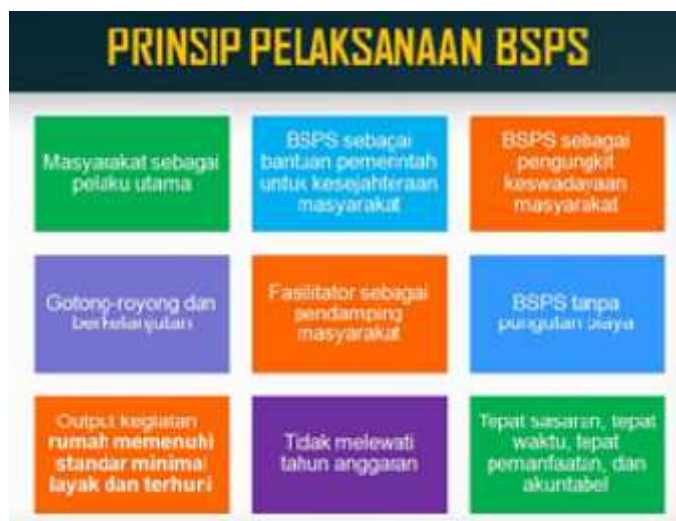 PRINSIP PELAKSANAAN BSPS
Masyarakat sebagai
pelaku utama
BSPS sebagai
bantuan pemerintah
untuk kesejahteraan
masyarakat
BSPS sebagai
pengungkit
keswadayaan
masyarakat
Gotong-royong dan
berkelanjutan
Fasilitator sebagai
pendamping
masyarakat
BSPS tanpa
pungutan biaya
Output kegiatan
rumah memenuhi
standar minimal
layak dan terhuni
Tidak melewati
tahun anggaran
Tepat sasaran, tepat
waktu, tepat
pemanfaatan, dan
akuntabel